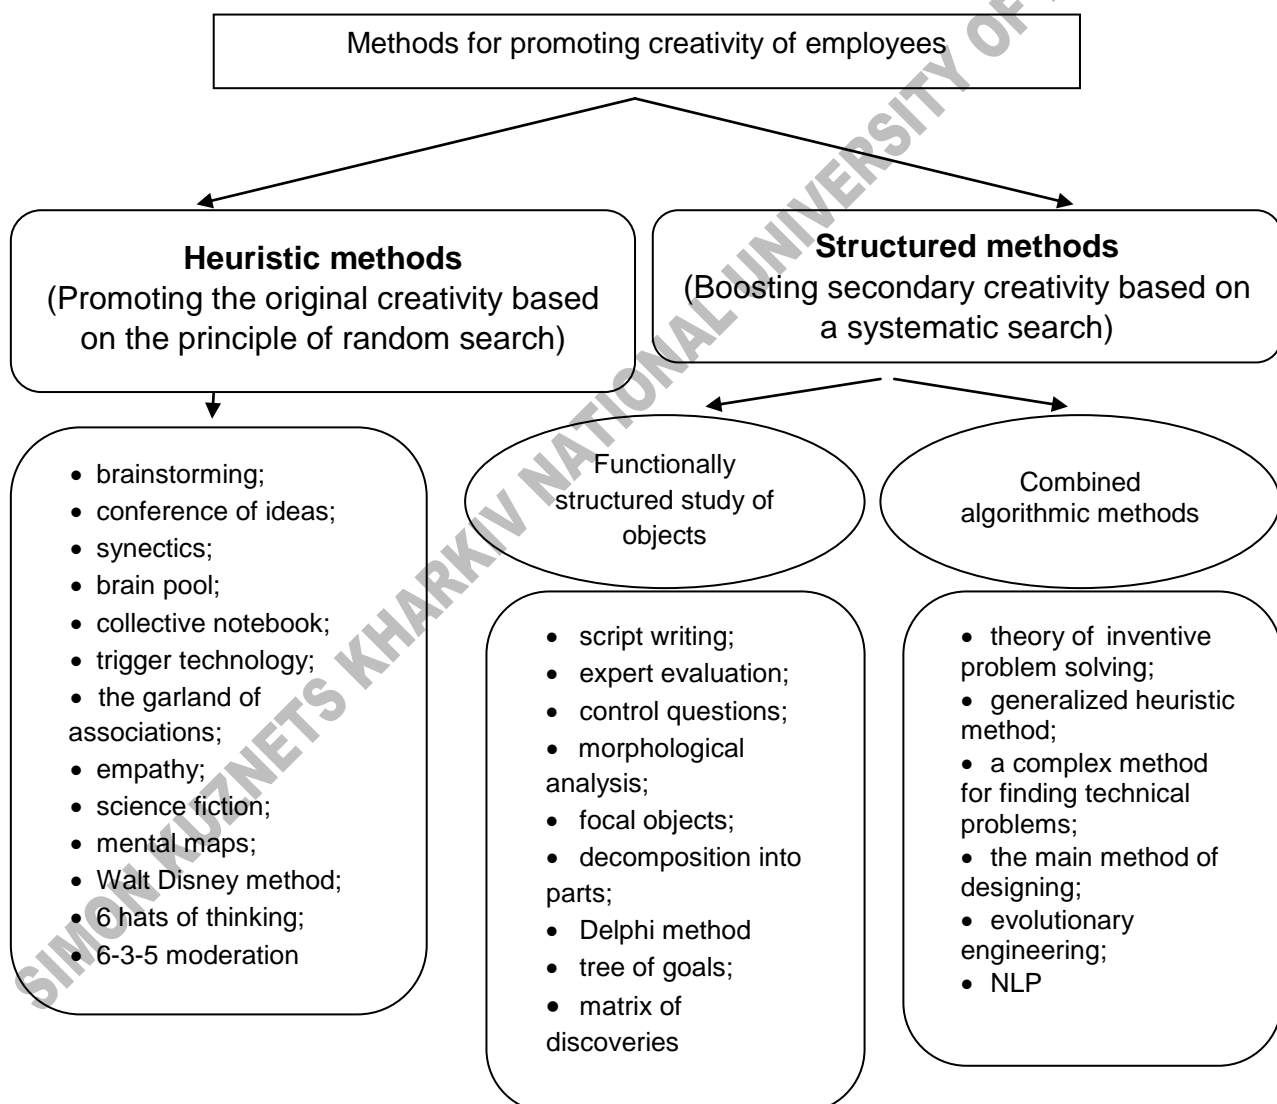 Methods for promoting creativity of employees
Heuristic methods
(Promoting the original creativity based
on the principle of random search)
Structured methods
(Boosting secondary creativity based on
a systematic search)
• brainstorming;
• conference of ideas;
• synectics;
• brain pool;
• collective notebook;
• trigger technology;
• the garland of
associations;
• empathy;
• science fiction;
• mental maps;
• Walt Disney method;
• 6 hats of thinking;
• 6-3-5 moderation
Functionally
structured study of
objects
• script writing;
• expert evaluation;
• control questions;
• morphological
analysis;
• focal objects;
• decomposition into
parts;
• Delphi method
• tree of goals;
• matrix of
discoveries
Combined
algorithmic methods
• theory of inventive
problem solving;
• generalized heuristic
method;
• a complex method
for finding technical
problems;
• the main method of
designing;
• evolutionary
engineering;
• NLP
SIMON KUZNETS KHARKIV NATIONAL UNIVERSITY OF